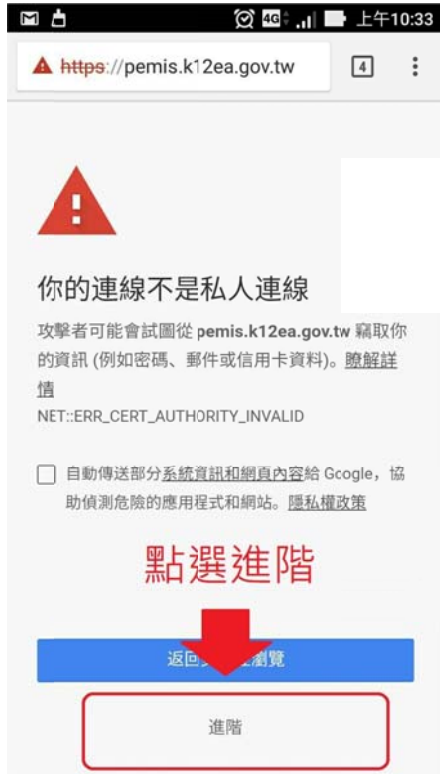 4G 上午10:33
https://pemis.k12ea.gov.tw 4
你的連線不是私人連線
攻擊者可能會試圖從 pemis.k12ea.gov.tw 竊取你
的資訊 (例如密碼、郵件或信用卡資料)。瞭解詳
情
NET::ERR_CERT_AUTHORITY_INVALID
自動傳送部分系統資訊和網頁內容給 Google，協
助偵測危險的應用程式和網站。隱私權政策
點選進階
返回 瀏覽
進階